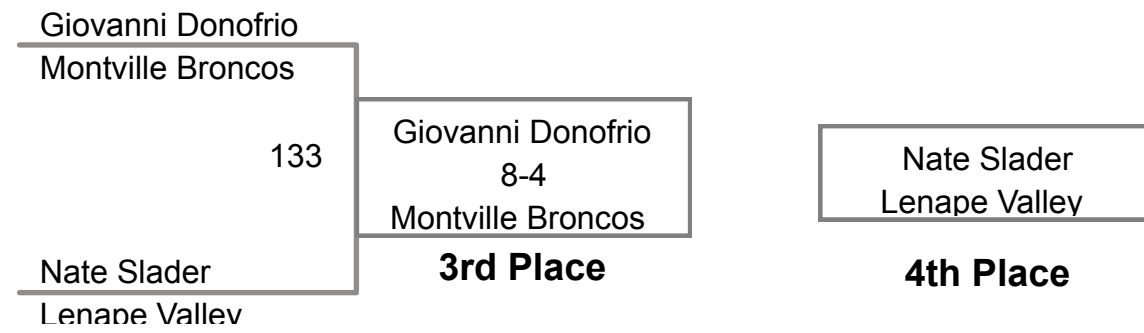 Giovanni Donofrio
Montville Broncos
133
Nate Slader
Lenape Valley
Giovanni Donofrio
8-4
Montville Broncos
3rd Place
Nate Slader
Lenape Valley
4th Place